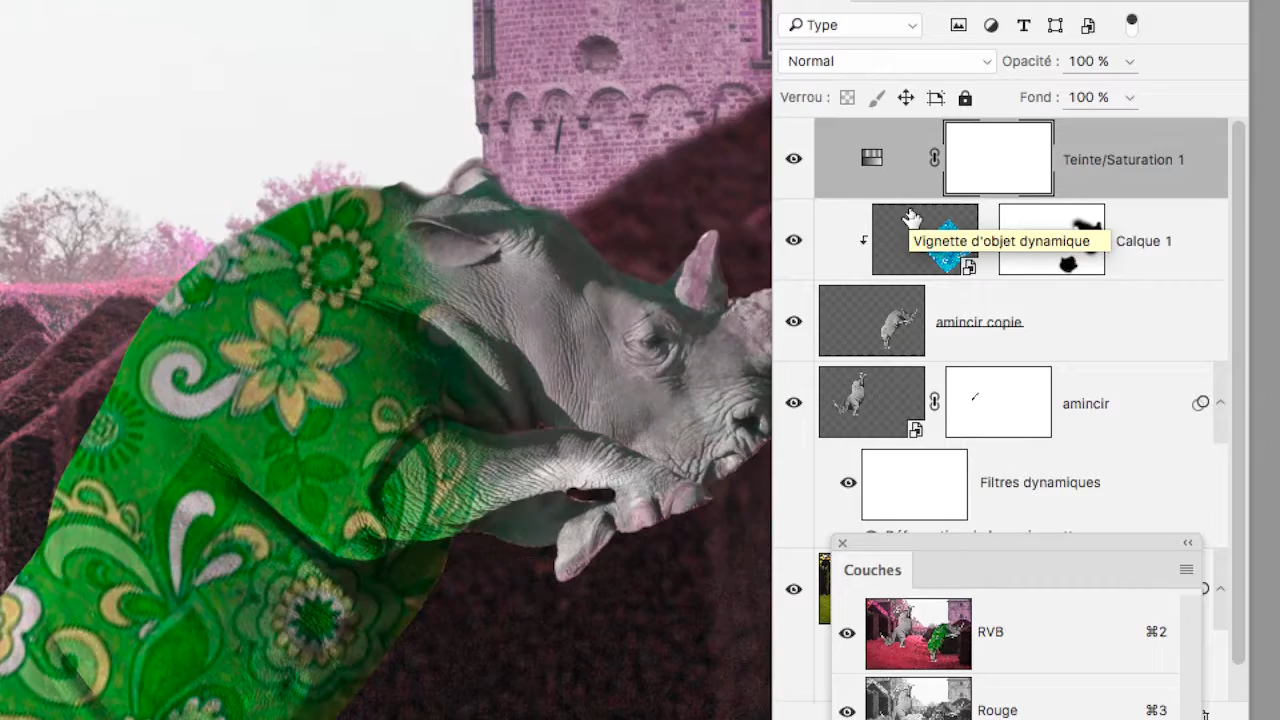 Type
Normal
Opacité : 100 %
Verrou :
Fond : 100 %
Teinte/Saturation 1
Vignette d'objet dynamique
Calque 1
amincir copie
amincir
Filtres dynamiques
Couches
RVB ⌘2
Rouge ⌘3